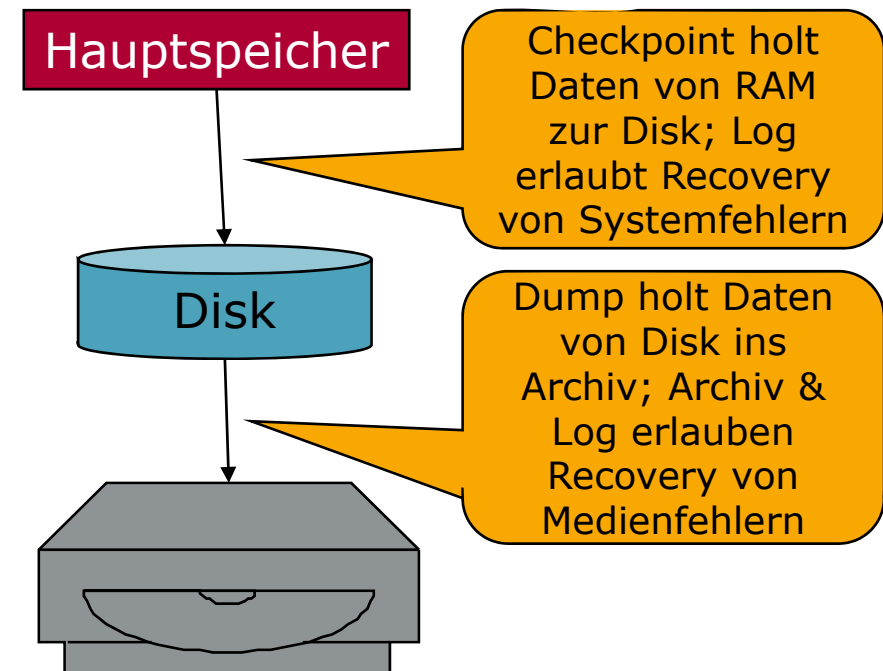 Hauptspeicher
Checkpoint holt
Daten von RAM
zur Disk; Log
erlaubt Recovery
von Systemfehlern
Disk
Dump holt Daten
von Disk ins
Archiv; Archiv &
Log erlauben
Recovery von
Medienfehlern